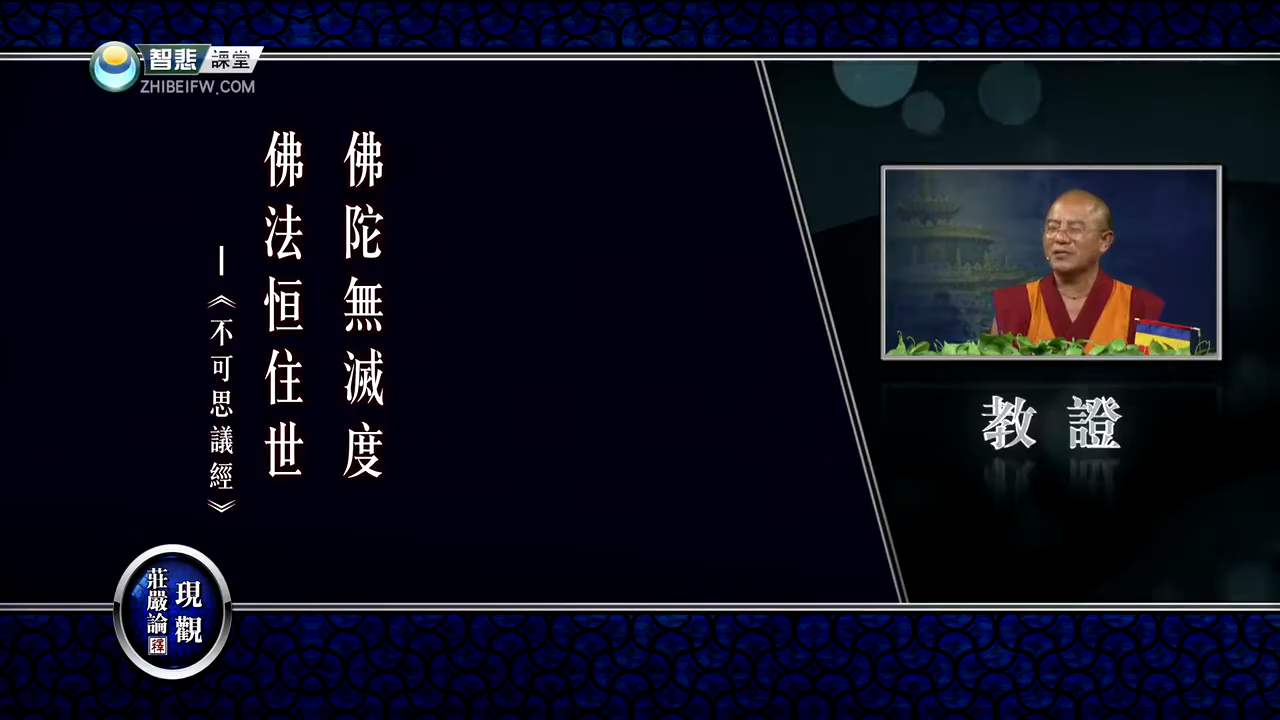 智悲課堂
ZHIBEIFW.COM
佛陀無滅度
佛法恒住世
—《不可思議經》
教證
現觀
莊嚴論
釋